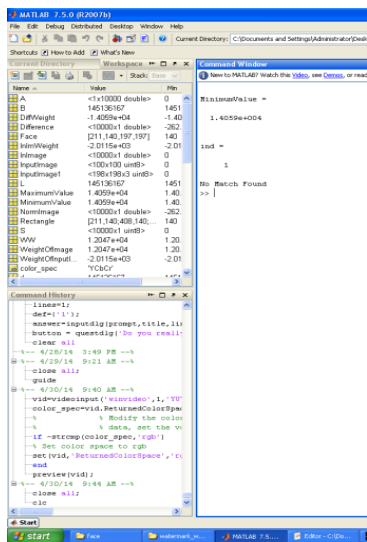 MATLAB 7.5.0 (R2007b)
File Edit Debug Distributed Desktop Window Help
Current Directory: C:\Documents and Settings\Administrator\Desk
Shortcuts How to Add What's New
Current Directory Workspace
Stack: Base
Name Value Min
A <1x10000 double> 0
B 145136167 1451
DiffWeight -1.4059e+04 -1.40
Difference <10000x1 double> -262.
Face [211,140,197,197] 140
InImWeight -2.0115e+03 -2.01
InImage <10000x1 double> 0
InputImage <100x100 uint8> 0
InputImage1 <198x198x3 uint8> 0
L 145136167 1451
MaximumValue 1.4059e+04 1.40.
MinimumValue 1.4059e+04 1.40.
NormImage <10000x1 double> -262.
Rectangle [211,140,408,140,... 140
S <10000x1 uint8> 0
WW 1.2047e+04 1.20.
WeightOfImage 1.2047e+04 1.20.
WeightOfInputI... -2.0115e+03 -2.01
color_spec 'YCbCr'
Command History
lines=1;
def={'1'};
answer=inputdlg(prompt,title,lin
button = questdlg('Do you reall
clear all
%-- 4/28/14 3:49 PM --%
%-- 4/29/14 9:21 AM --%
close all;
guide
%-- 4/30/14 9:40 AM --%
vid=videoinput('winvideo',1,'YU
color_spec=vid.ReturnedColorSpac
% % Modify the color
% % data, set the v
if ~strcmp(color_spec,'rgb')
% Set color space to rgb
set(vid,'ReturnedColorSpace','r
end
preview(vid);
%-- 4/30/14 9:44 AM --%
close all;
clc
Command Window
New to MATLAB? Watch this Video, see Demos, or read
MinimumValue =
1.4059e+004
ind =
1
No Match Found
>>
Start
start Face watermark_w... MATLAB 7.5.... Editor - C:\Do...